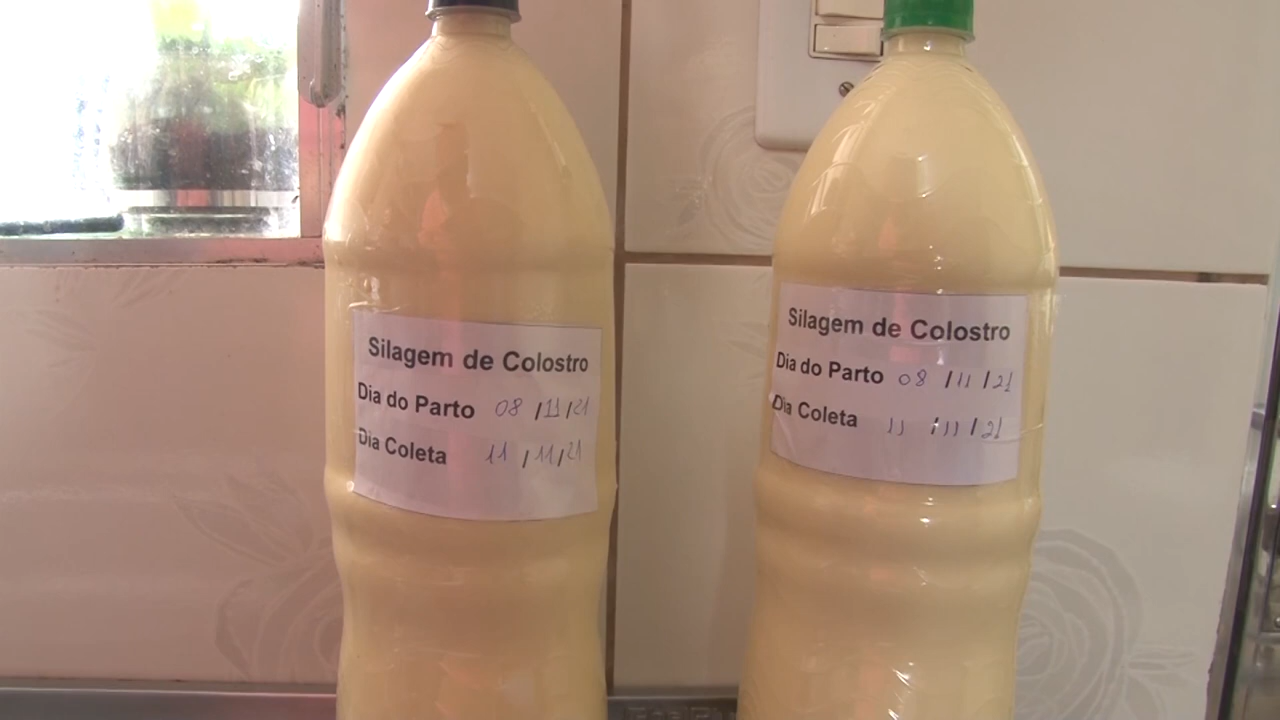 Silagem de Colostro
Dia do Parto 08 /11/21
Dia Coleta 11 /11/21
Silagem de Colostro
Dia do Parto 08 /11/21
Dia Coleta 11 /11/21